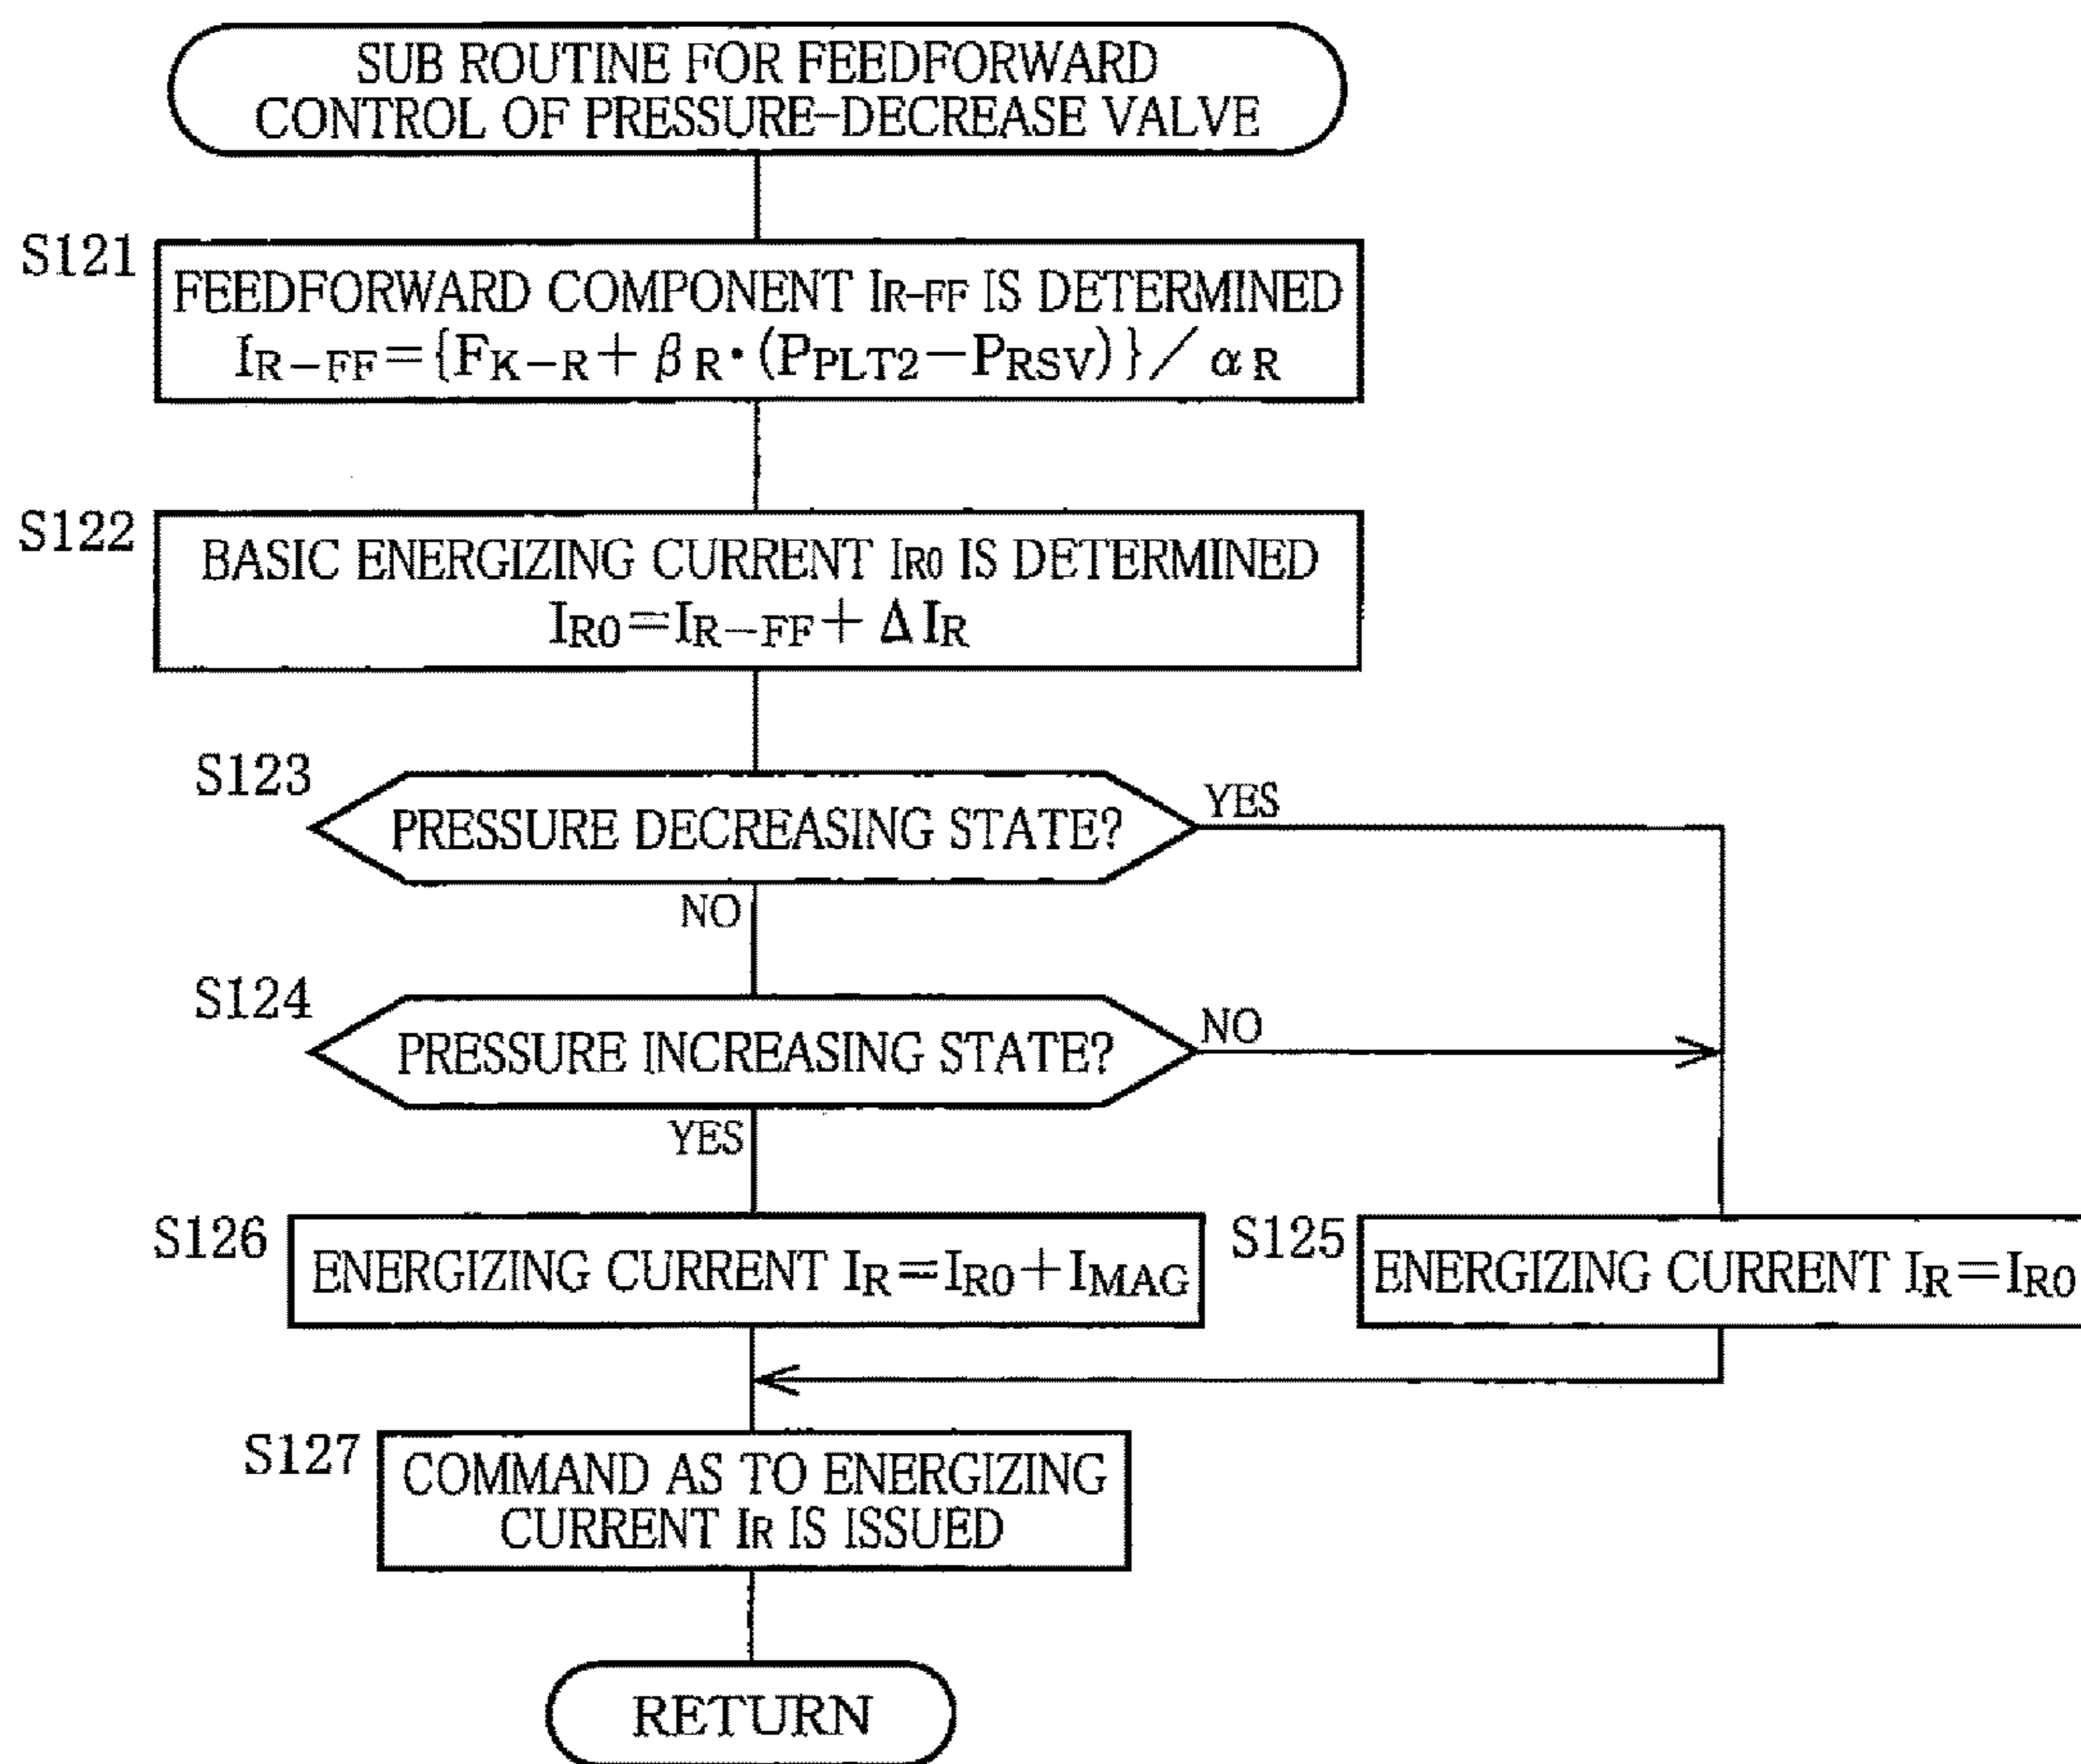 SUB ROUTINE FOR FEEDFORWARD
CONTROL OF PRESSURE-DECREASE VALVE
S121
FEEDFORWARD COMPONENT IR-FF IS DETERMINED
IR-FF={FK-R+βR·(PPLT2-PRSV)}/αR
S122
BASIC ENERGIZING CURRENT IR0 IS DETERMINED
IR0=IR-FF+ΔIR
S123
PRESSURE DECREASING STATE?
YES
NO
S124
PRESSURE INCREASING STATE?
NO
YES
S126
ENERGIZING CURRENT IR=IR0+IMAG
S125
ENERGIZING CURRENT IR=IR0
S127
COMMAND AS TO ENERGIZING
CURRENT IR IS ISSUED
RETURN